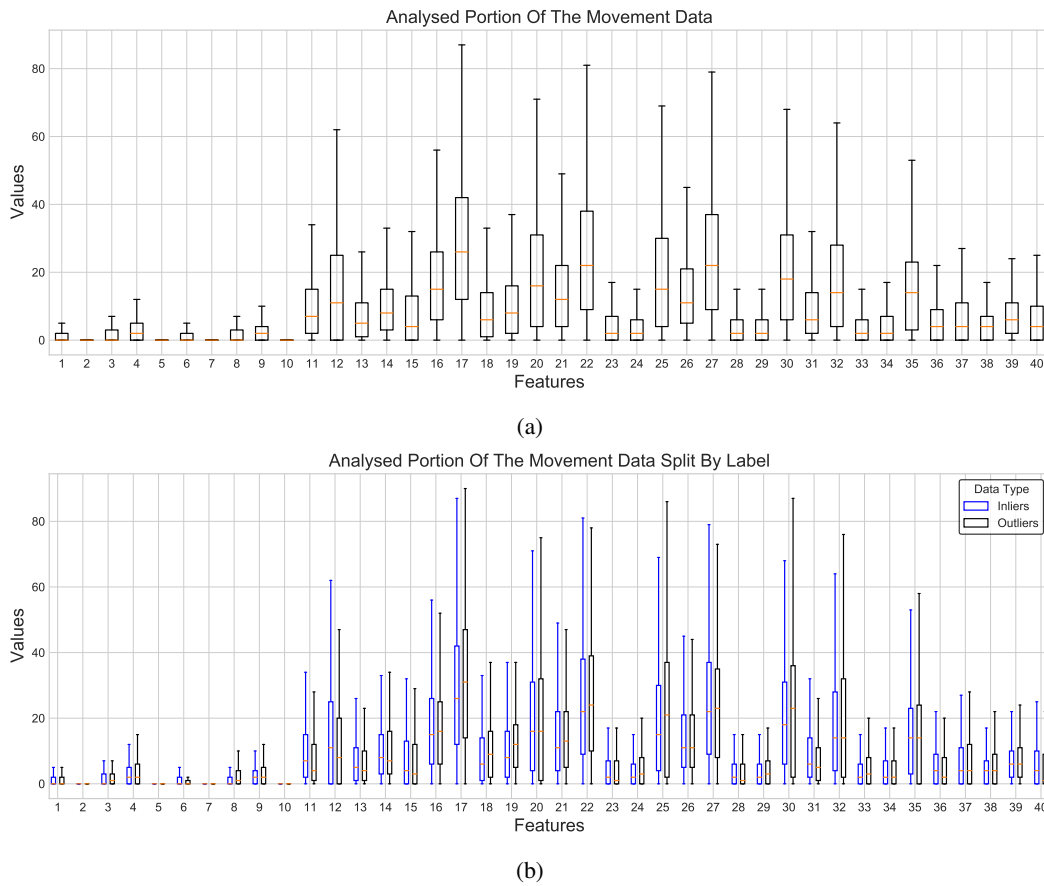 Analysed Portion Of The Movement Data
80
60
40
20
0
Values
1 2 3 4 5 6 7 8 9 10 11 12 13 14 15 16 17 18 19 20 21 22 23 24 25 26 27 28 29 30 31 32 33 34 35 36 37 38 39 40
Features
(a)
Analysed Portion Of The Movement Data Split By Label
Data Type
Inliers
Outliers
80
60
40
20
0
Values
1 2 3 4 5 6 7 8 9 10 11 12 13 14 15 16 17 18 19 20 21 22 23 24 25 26 27 28 29 30 31 32 33 34 35 36 37 38 39 40
Features
(b)